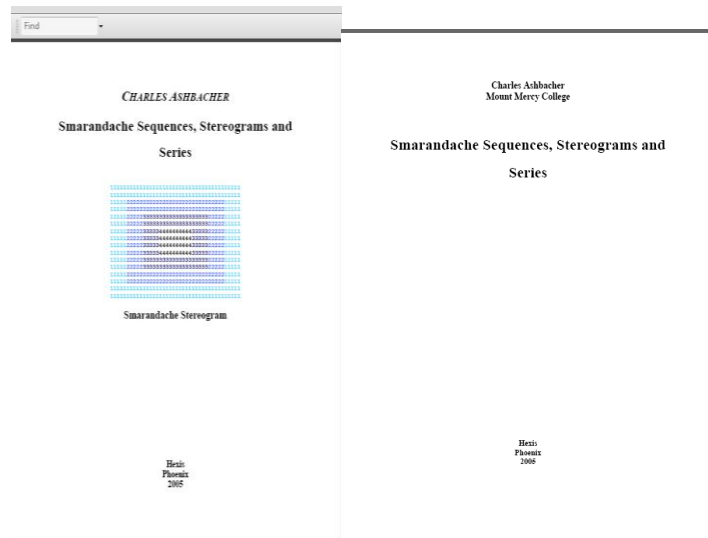 Find
CHARLES ASHBACHER
Smarandache Sequences, Stereograms and
Series
Smarandache Stereogram
Hexis
Phoenix
2005
Charles Ashbacher
Mount Mercy College
Smarandache Sequences, Stereograms and
Series
Hexis
Phoenix
2005